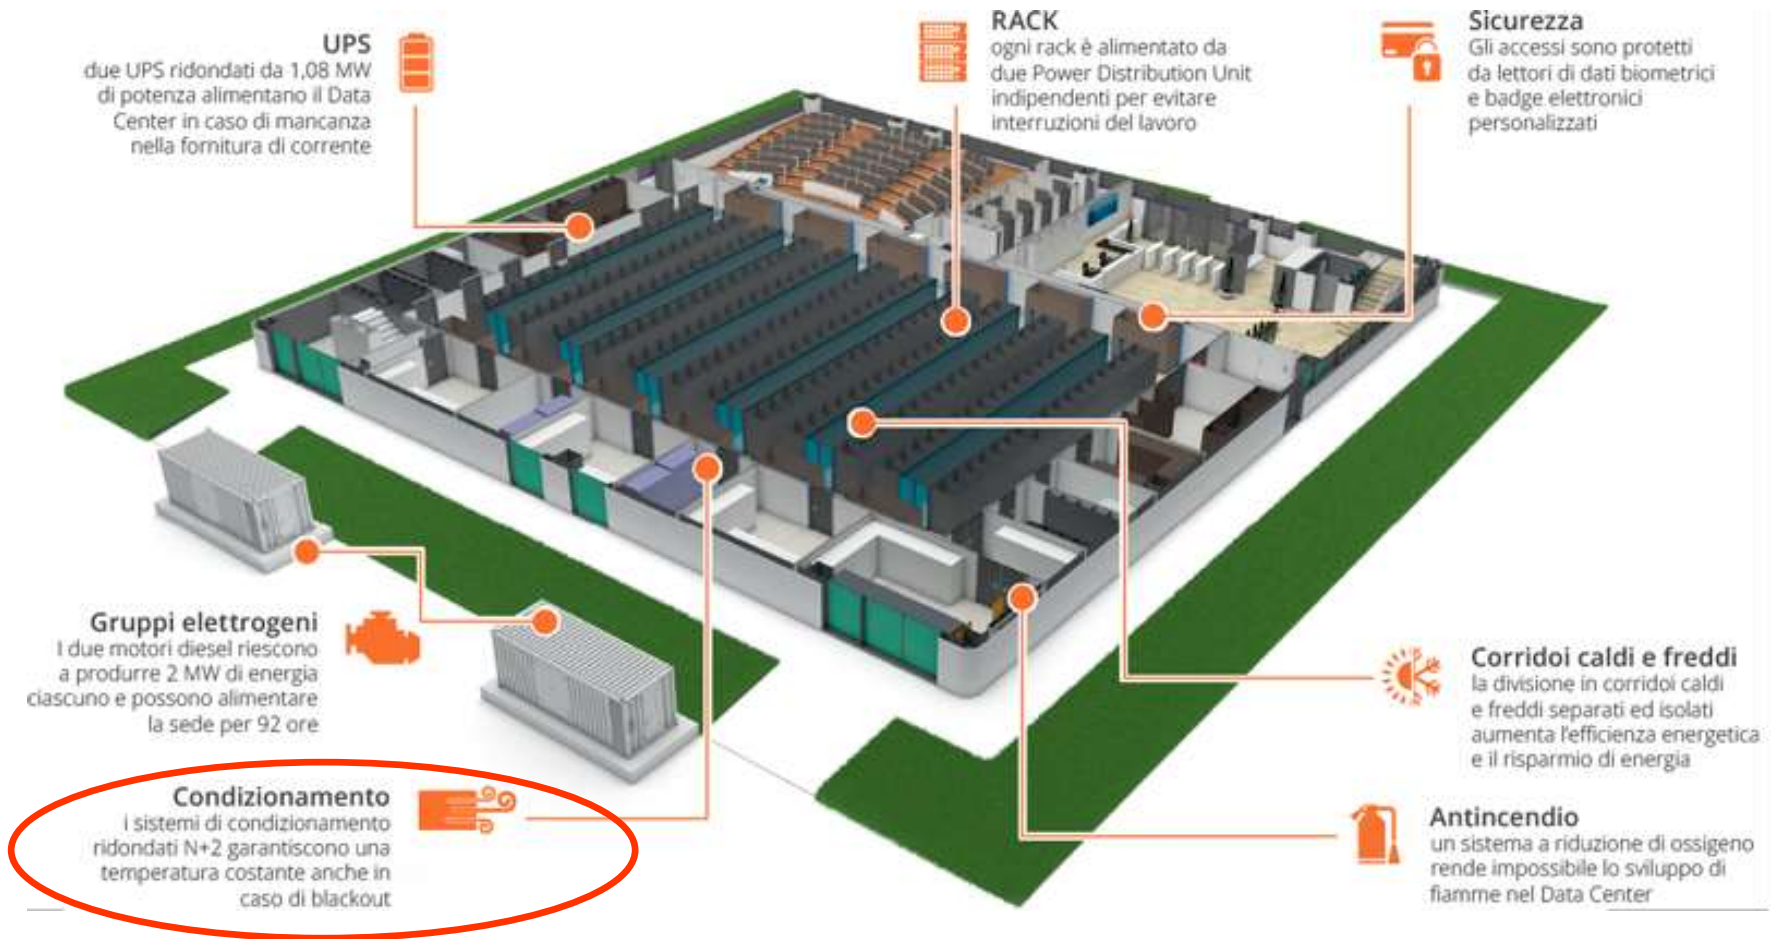 UPS
due UPS ridondati da 1,08 MW
di potenza alimentano il Data
Center in caso di mancanza
nella fornitura di corrente
RACK
ogni rack è alimentato da
due Power Distribution Unit
indipendenti per evitare
interruzioni del lavoro
Sicurezza
Gli accessi sono protetti
da lettori di dati biometrici
e badge elettronici
personalizzati
Gruppi elettrogeni
I due motori diesel riescono
a produrre 2 MW di energia
ciascuno e possono alimentare
la sede per 92 ore
Condizionamento
i sistemi di condizionamento
ridondati N+2 garantiscono una
temperatura costante anche in
caso di blackout
Corridoi caldi e freddi
la divisione in corridoi caldi
e freddi separati ed isolati
aumenta l'efficienza energetica
e il risparmio di energia
Antincendio
un sistema a riduzione di ossigeno
rende impossibile lo sviluppo di
fiamme nel Data Center